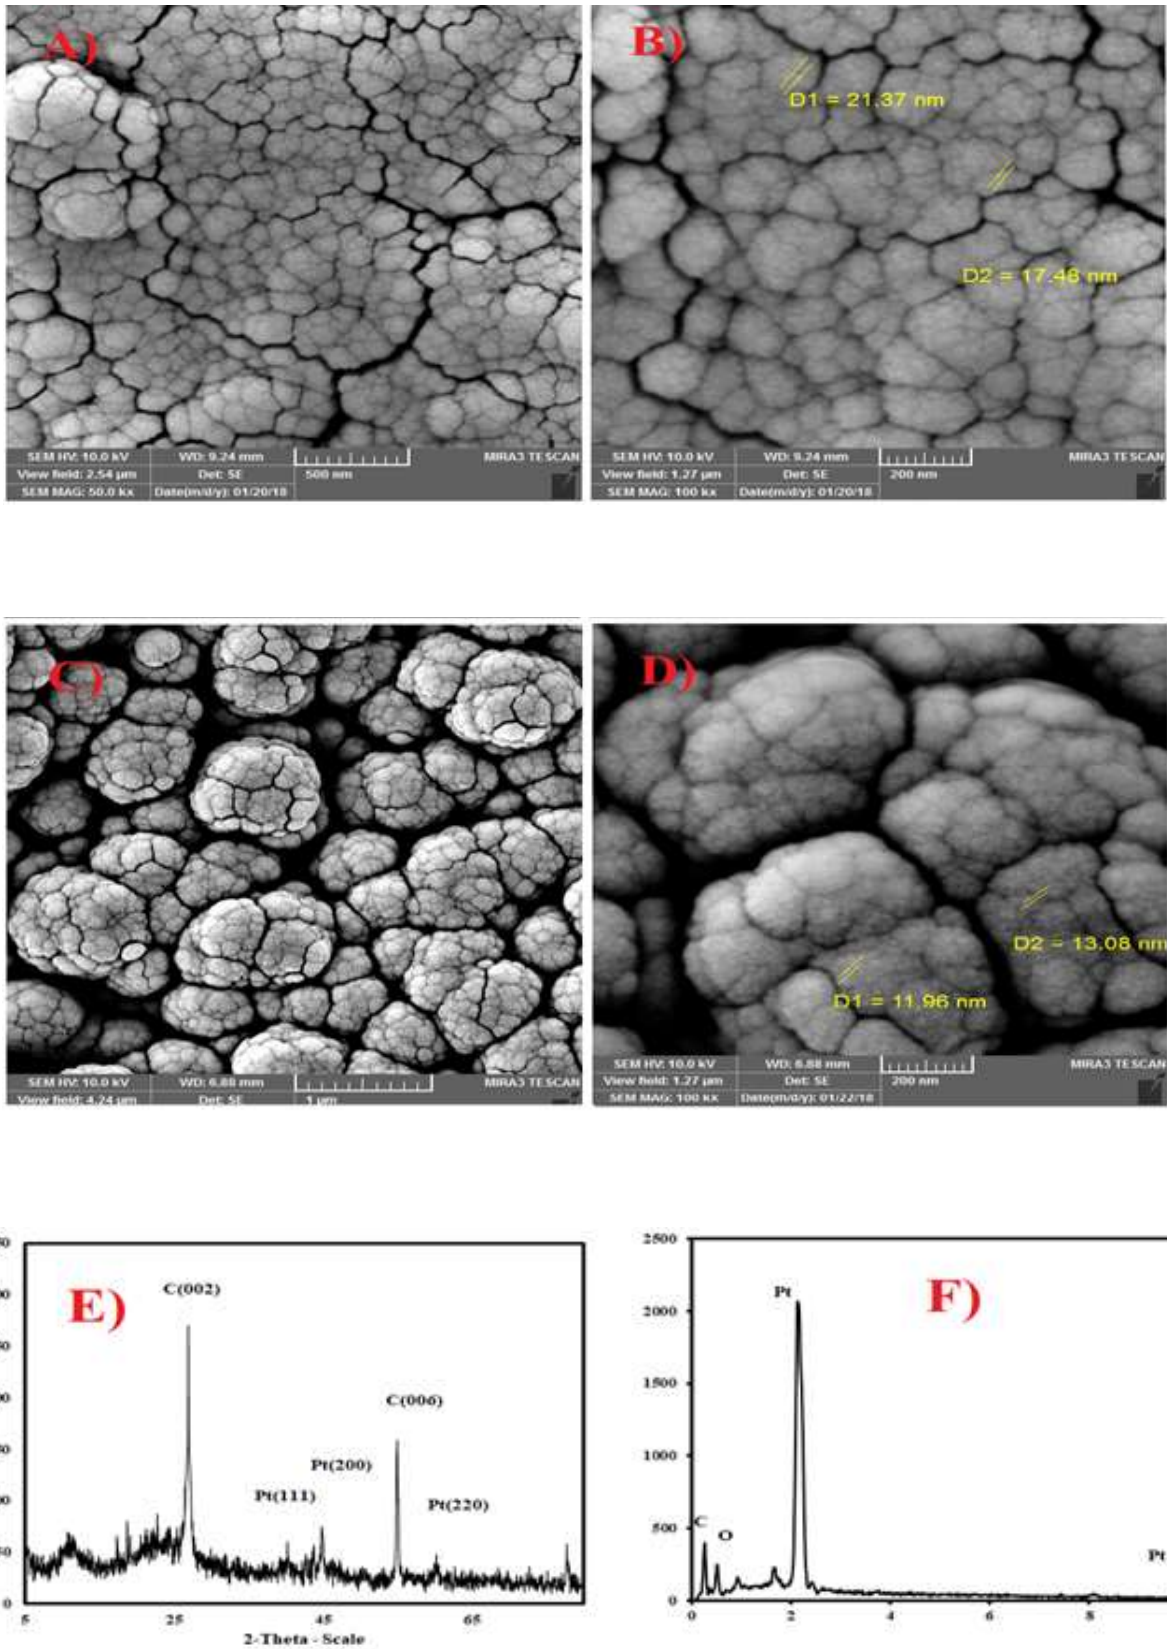 A)
SEM HV: 10.0 kV WD: 9.24 mm MIRA3 TESCAN
View field: 2.54 µm Det: SE 500 nm
SEM MAG: 50.0 kx Date(m/d/y): 01/20/18
B)
D1 = 21.37 nm
D2 = 17.48 nm
SEM HV: 10.0 kV WD: 9.24 mm MIRA3 TESCAN
View field: 1.27 µm Det: SE 200 nm
SEM MAG: 100 kx Date(m/d/y): 01/20/18
C)
SEM HV: 10.0 kV WD: 6.88 mm MIRA3 TESCAN
View field: 4.24 µm Det: SE 1 µm
D)
D2 = 13.08 nm
D1 = 11.96 nm
SEM HV: 10.0 kV WD: 6.88 mm MIRA3 TESCAN
View field: 1.27 µm Det: SE 200 nm
SEM MAG: 100 kx Date(m/d/y): 01/22/18
E)
C(002)
C(006)
Pt(200)
Pt(111)
Pt(220)
50
0
5 25 45 65
2-Theta - Scale
F)
2500
2000
1500
1000
500
0
Pt
C
O
Pt
0 2 4 6 8